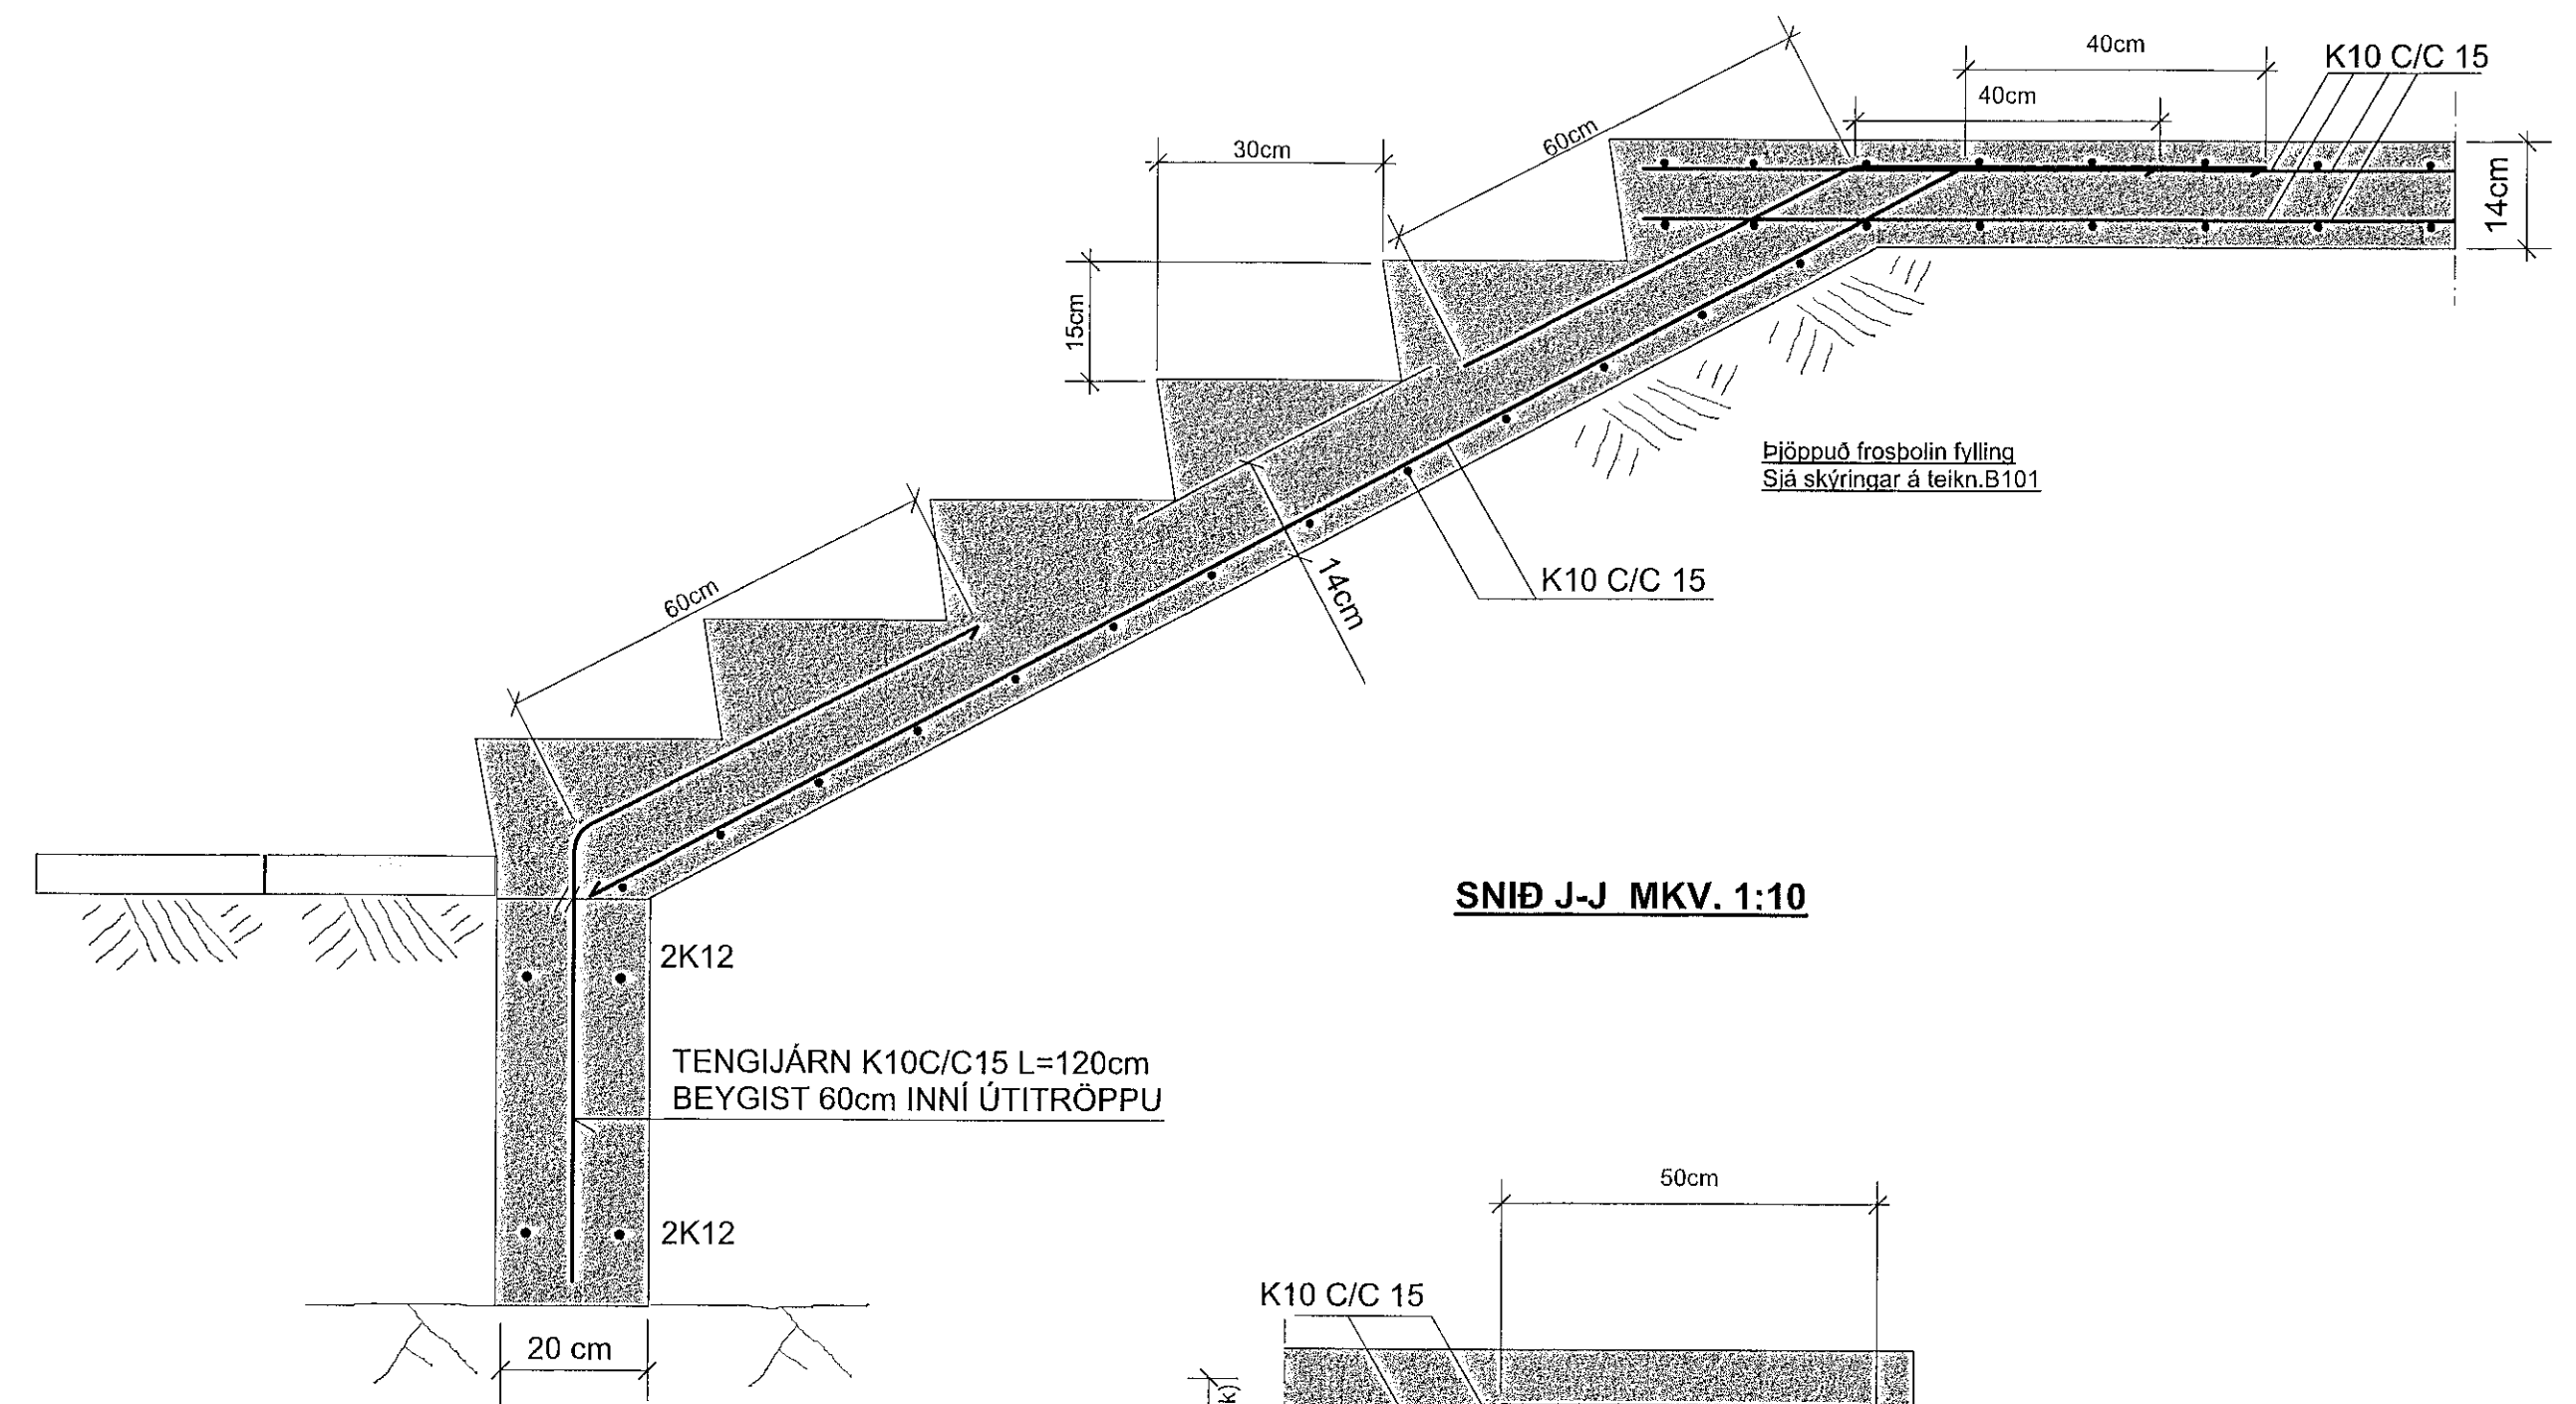 40cm
K10 C/C 15
40cm
60cm
30cm
14cm
15cm
Þjöppuð frosþolin fylling
Sjá skýringar á teikn.B101
K10 C/C 15
14cm
60cm
SNIÐ J-J MKV. 1:10
2K12
TENGIJÁRN K10C/C15 L=120cm
BEYGIST 60cm INNÍ ÚTITRÖPPU
2K12
20 cm
50cm
K10 C/C 15